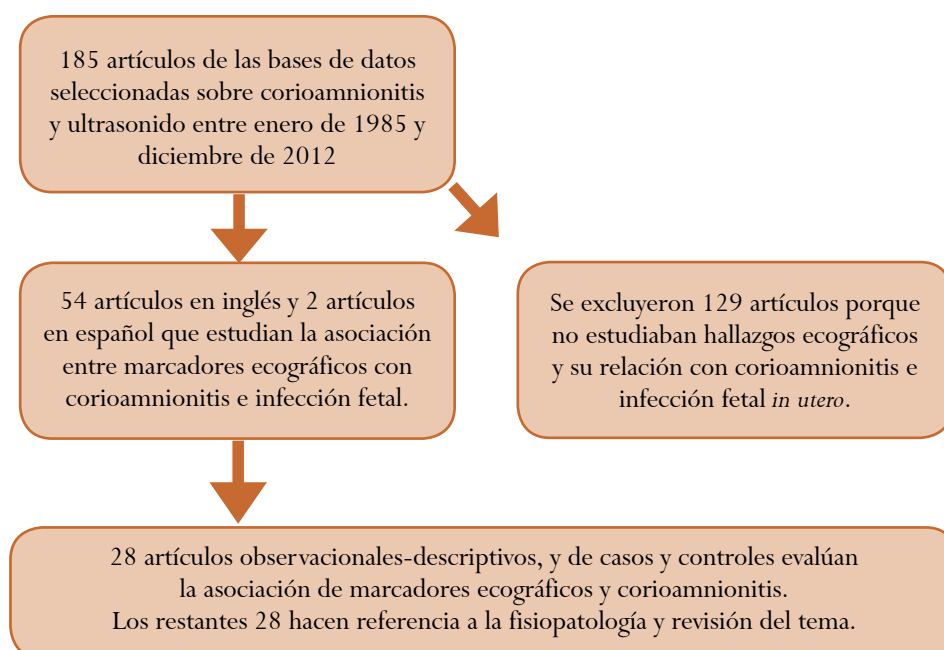 185 artículos de las bases de datos
seleccionadas sobre corioamnionitis
y ultrasonido entre enero de 1985 y
diciembre de 2012
54 artículos en inglés y 2 artículos
en español que estudian la asociación
entre marcadores ecográficos con
corioamnionitis e infección fetal.
Se excluyeron 129 artículos porque
no estudiaban hallazgos ecográficos
y su relación con corioamnionitis e
infección fetal in utero.
28 artículos observacionales-descriptivos, y de casos y controles evalúan
la asociación de marcadores ecográficos y corioamnionitis.
Los restantes 28 hacen referencia a la fisiopatología y revisión del tema.